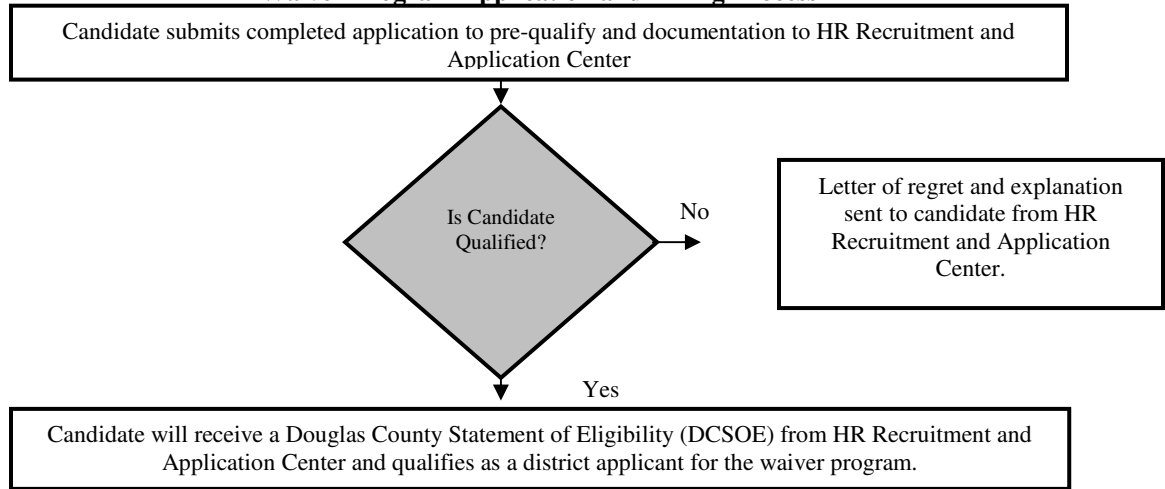 Candidate submits completed application to pre-qualify and documentation to HR Recruitment and
Application Center
Is Candidate
Qualified?
No
Letter of regret and explanation
sent to candidate from HR
Recruitment and Application
Center.
Yes
Candidate will receive a Douglas County Statement of Eligibility (DCSOE) from HR Recruitment and
Application Center and qualifies as a district applicant for the waiver program.